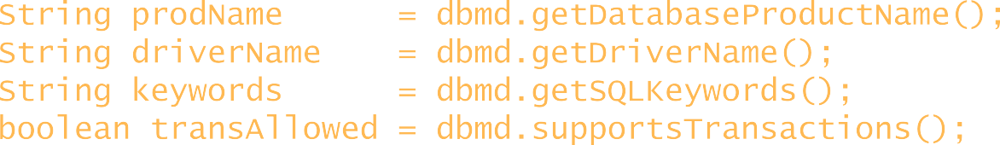 String prodName      = dbmd.getDatabaseProductName();
String driverName    = dbmd.getDriverName();
String keywords      = dbmd.getSQLKeywords();
boolean transAllowed = dbmd.supportsTransactions();